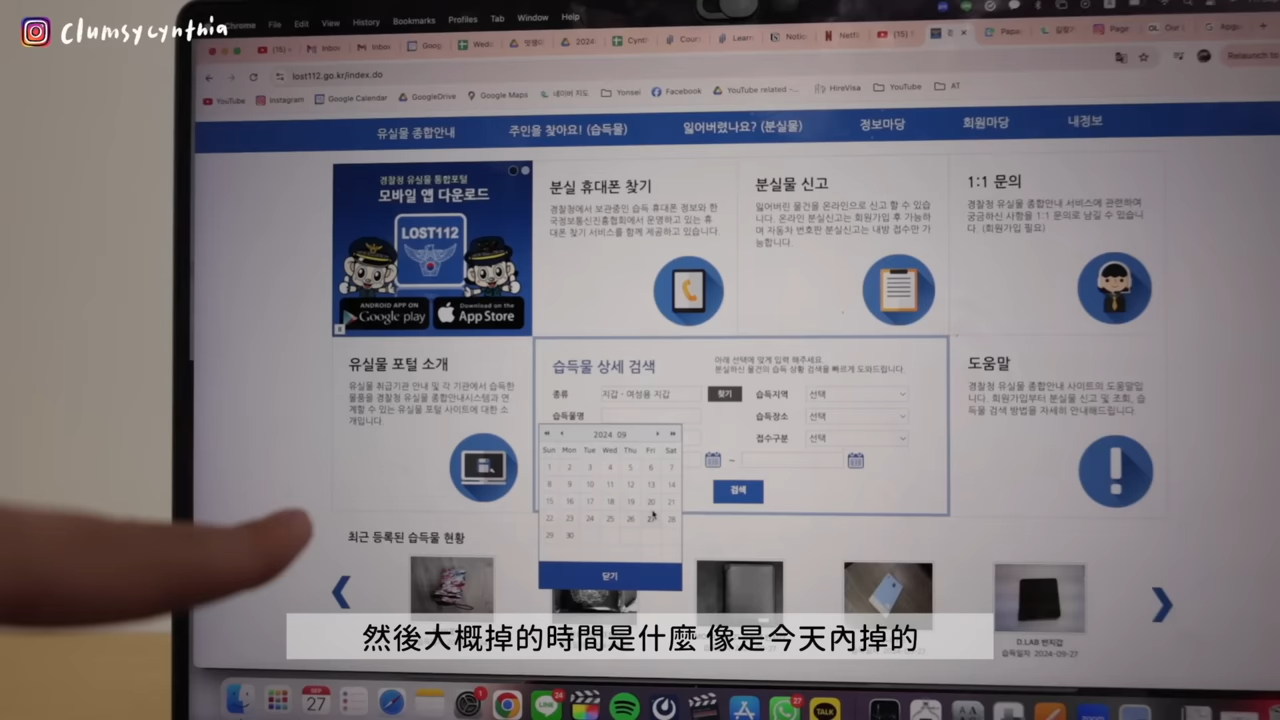 clumsycynthia
Chrome File Edit View History Bookmarks Profiles Tab Window Help
lost112.go.kr/index.do
YouTube Instagram Google Calendar GoogleDrive Google Maps 네이버 지도 Yonsei Facebook YouTube related -... HireVisa YouTube AT
유실물 종합안내 주인을 찾아요! (습득물) 잃어버렸나요? (분실물) 정보마당 회원마당 내정보
경찰청 유실물 통합포털
모바일 앱 다운로드
LOST112
ANDROID APP ON
Google play
Download on the
App Store
분실 휴대폰 찾기
경찰청에서 보관중인 습득 휴대폰 정보와 한
국정보통신진흥협회에서 운영하고 있는 휴
대폰 찾기 서비스를 함께 제공하고 있습니다.
분실물 신고
잃어버린 물건을 온라인으로 신고 할 수 있습
니다. 온라인 분실신고는 회원가입 후 가능하
며 자동차 번호판 분실신고는 내방 접수만 가
능합니다.
1:1 문의
경찰청 유실물 종합안내 서비스에 관련하여
궁금하신 사항을 1:1 문의로 남길 수 있습니
다. (회원가입 필요)
유실물 포털 소개
유실물 취급기관 안내 및 각 기관에서 습득한
물품을 경찰청 유실물 종합안내시스템과 연
계할 수 있는 유실물 포털 사이트에 대한 소
개입니다.
습득물 상세 검색
아래 선택에 맞게 입력 해주세요.
분실하신 물건의 습득 상황 검색을 빠르게 도와드립니다.
종류 지갑 - 여성용 지갑 찾기 습득지역 선택
습득물명 습득장소 선택
접수구분 선택
검색
2024 09
Sun Mon Tue Wed Thu Fri Sat
1 2 3 4 5 6 7
8 9 10 11 12 13 14
15 16 17 18 19 20 21
22 23 24 25 26 27 28
29 30
닫기
도움말
경찰청 유실물 종합안내 사이트의 도움말입
니다. 회원가입부터 분실물 신고 및 조회, 습
득물 검색 방법을 자세히 안내해드립니다.
최근 등록된 습득물 현황
D.LAB 반지갑
습득일자 2024-09-27
然後大概掉的時間是什麼 像是今天內掉的
SEP
27
LINE
24
27
TALK